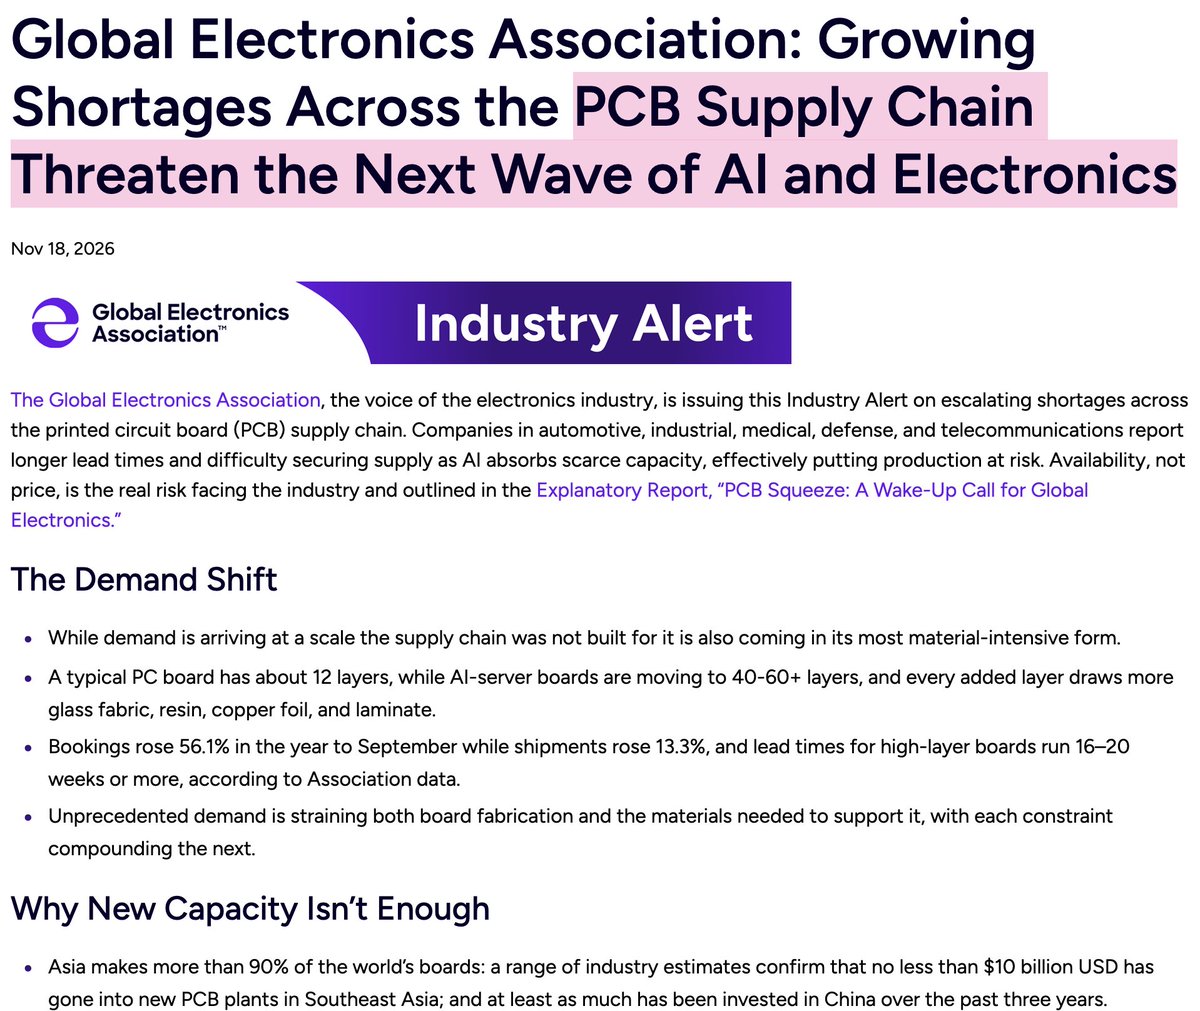 Global Electronics Association: Growing
Shortages Across the PCB Supply Chain
Threaten the Next Wave of AI and Electronics
Nov 18, 2026
Global Electronics
Association™
Industry Alert
The Global Electronics Association, the voice of the electronics industry, is issuing this Industry Alert on escalating shortages across
the printed circuit board (PCB) supply chain. Companies in automotive, industrial, medical, defense, and telecommunications report
longer lead times and difficulty securing supply as AI absorbs scarce capacity, effectively putting production at risk. Availability, not
price, is the real risk facing the industry and outlined in the Explanatory Report, “PCB Squeeze: A Wake-Up Call for Global
Electronics.”
The Demand Shift
• While demand is arriving at a scale the supply chain was not built for it is also coming in its most material-intensive form.
• A typical PC board has about 12 layers, while AI-server boards are moving to 40-60+ layers, and every added layer draws more
glass fabric, resin, copper foil, and laminate.
• Bookings rose 56.1% in the year to September while shipments rose 13.3%, and lead times for high-layer boards run 16–20
weeks or more, according to Association data.
• Unprecedented demand is straining both board fabrication and the materials needed to support it, with each constraint
compounding the next.
Why New Capacity Isn’t Enough
• Asia makes more than 90% of the world’s boards: a range of industry estimates confirm that no less than $10 billion USD has
gone into new PCB plants in Southeast Asia; and at least as much has been invested in China over the past three years.